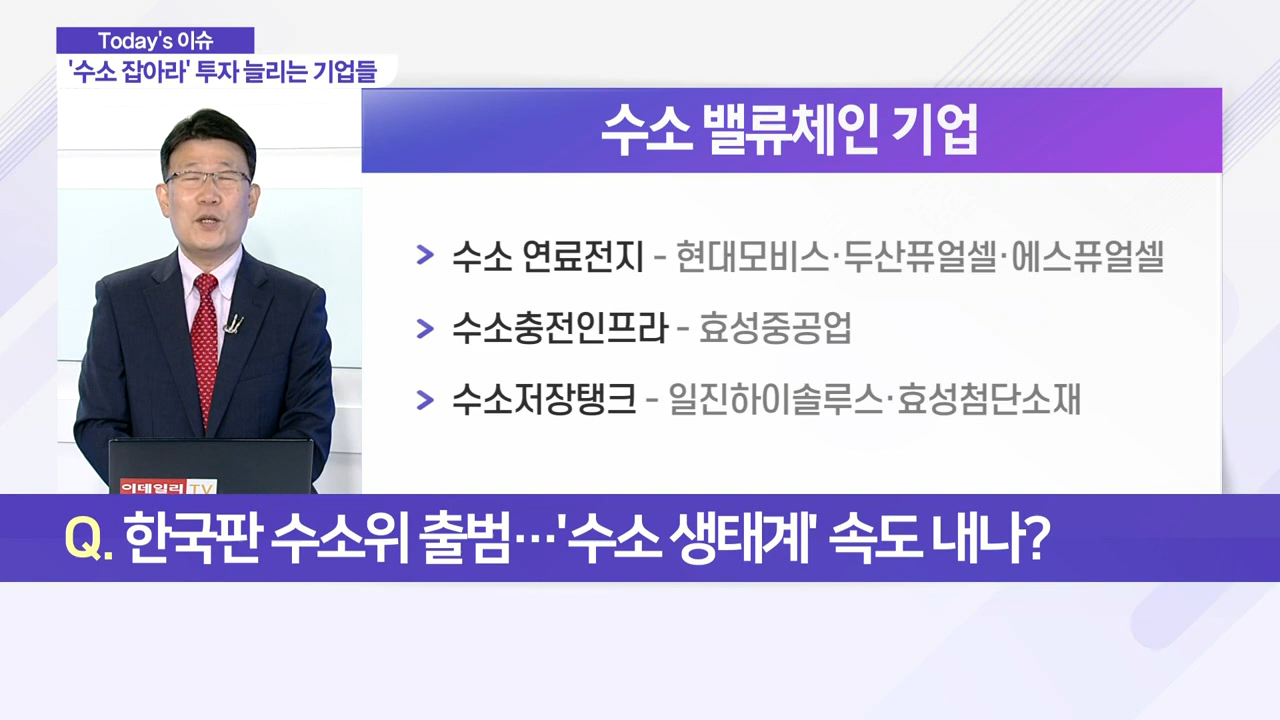 Today's 이슈
'수소 잡아라' 투자 늘리는 기업들
수소 밸류체인 기업
> 수소 연료전지 - 현대모비스·두산퓨얼셀·에스퓨얼셀
> 수소충전인프라 - 효성중공업
> 수소저장탱크 - 일진하이솔루스·효성첨단소재
이데일리 TV
Q. 한국판 수소위 출범…'수소 생태계' 속도 내나?